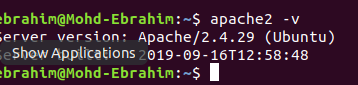 ebrahim@Mohd-Ebrahim:~$ apache2 -v
Server version: Apache/2.4.29 (Ubuntu)
Show Applications 2019-09-16T12:58:48
ebrahim@Mohd-Ebrahim:~$